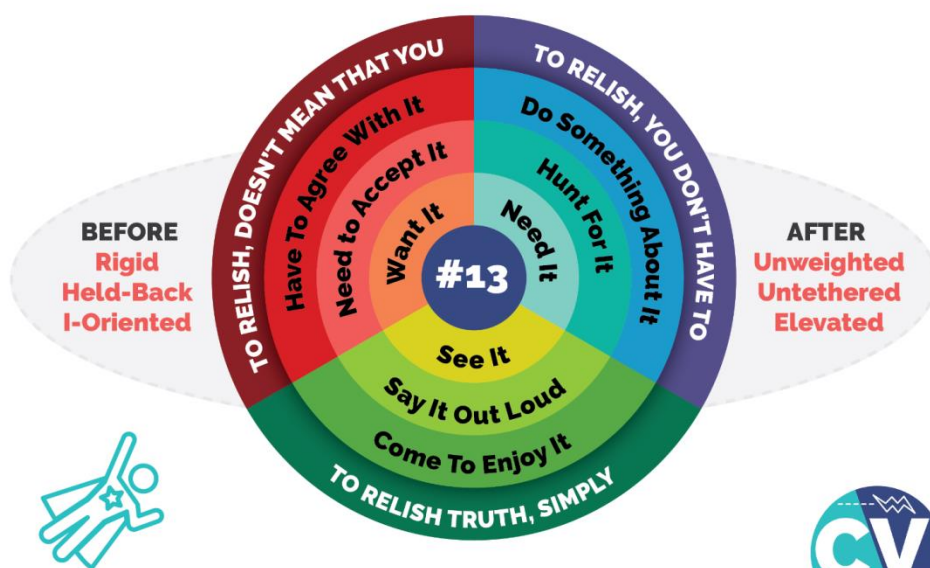 TO RELISH, DOESN'T MEAN THAT YOU
Have To Agree With It
Need to Accept It
Want It
TO RELISH, YOU DON'T HAVE TO
Do Something About It
Hunt For It
Need It
#13
BEFORE
Rigid
Held-Back
I-Oriented
AFTER
Unweighted
Untethered
Elevated
See It
Say It Out Loud
Come To Enjoy It
TO RELISH TRUTH, SIMPLY
CV